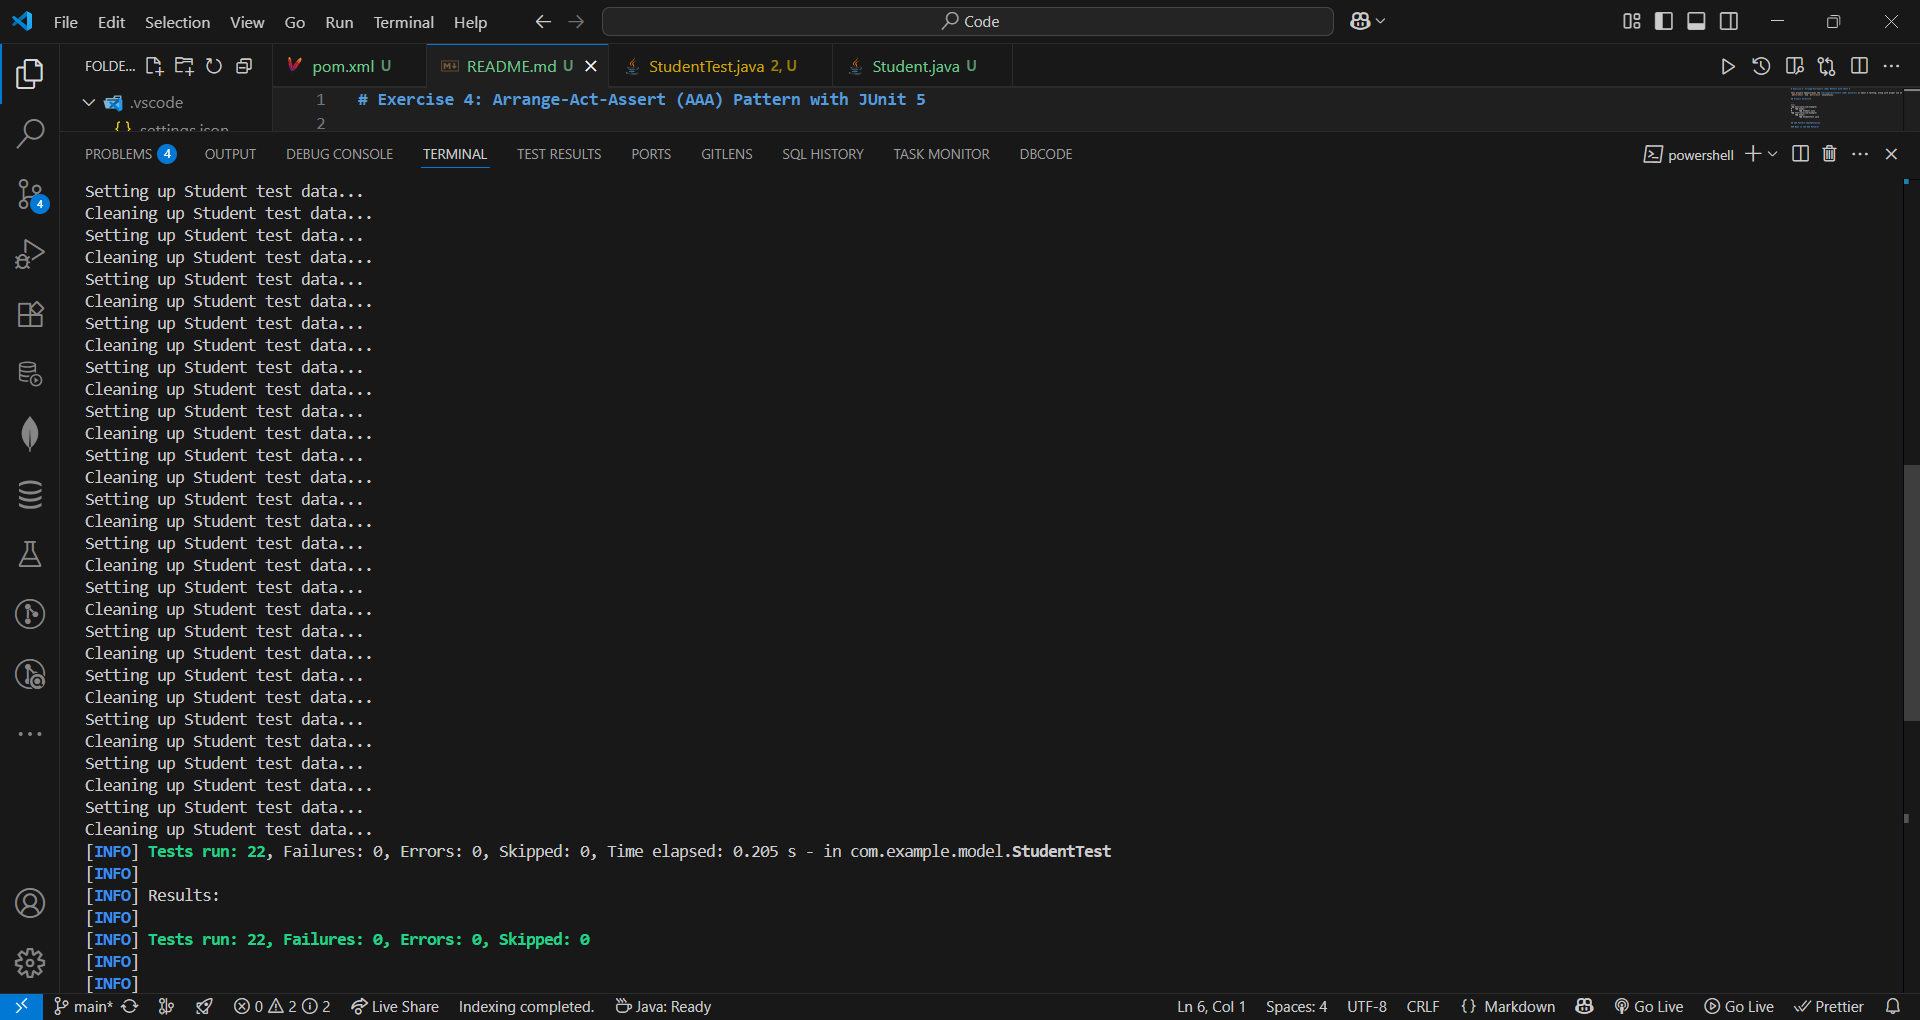 File Edit Selection View Go Run Terminal Help
Code
FOLDE...
pom.xml U
README.md U
StudentTest.java 2, U
Student.java U
.vscode
settings.json
1 # Exercise 4: Arrange-Act-Assert (AAA) Pattern with JUnit 5
2
PROBLEMS 4 OUTPUT DEBUG CONSOLE TERMINAL TEST RESULTS PORTS GITLENS SQL HISTORY TASK MONITOR DBCODE
powershell
Setting up Student test data...
Cleaning up Student test data...
Setting up Student test data...
Cleaning up Student test data...
Setting up Student test data...
Cleaning up Student test data...
Setting up Student test data...
Cleaning up Student test data...
Setting up Student test data...
Cleaning up Student test data...
Setting up Student test data...
Cleaning up Student test data...
Setting up Student test data...
Cleaning up Student test data...
Setting up Student test data...
Cleaning up Student test data...
Setting up Student test data...
Cleaning up Student test data...
Setting up Student test data...
Cleaning up Student test data...
Setting up Student test data...
Cleaning up Student test data...
Setting up Student test data...
Cleaning up Student test data...
Setting up Student test data...
Cleaning up Student test data...
Setting up Student test data...
Cleaning up Student test data...
Setting up Student test data...
Cleaning up Student test data...
[INFO] Tests run: 22, Failures: 0, Errors: 0, Skipped: 0, Time elapsed: 0.205 s - in com.example.model.StudentTest
[INFO]
[INFO] Results:
[INFO]
[INFO] Tests run: 22, Failures: 0, Errors: 0, Skipped: 0
[INFO]
[INFO]
4
main* 0 2 2 Live Share Indexing completed. Java: Ready
Ln 6, Col 1 Spaces: 4 UTF-8 CRLF {} Markdown Go Live Go Live Prettier